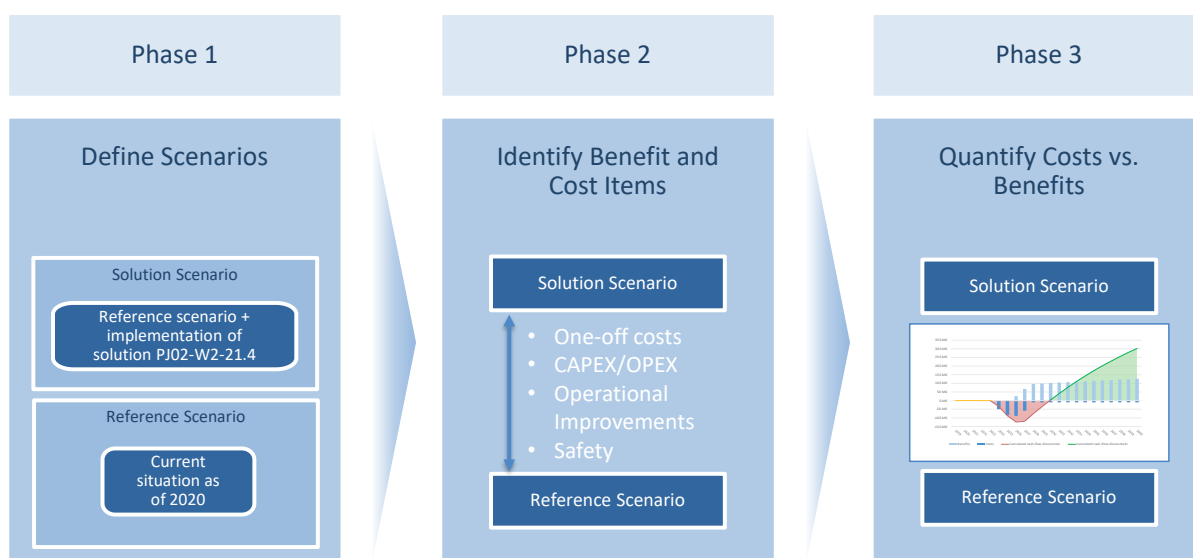 Phase 1
Phase 2
Phase 3
Define Scenarios
Solution Scenario
Reference scenario +
implementation of
solution PJ02-W2-21.4
Reference Scenario
Current
situation as
of 2020
Identify Benefit and
Cost Items
Solution Scenario
• One-off costs
• CAPEX/OPEX
• Operational
Improvements
• Safety
Reference Scenario
Quantify Costs vs.
Benefits
Solution Scenario
Reference Scenario